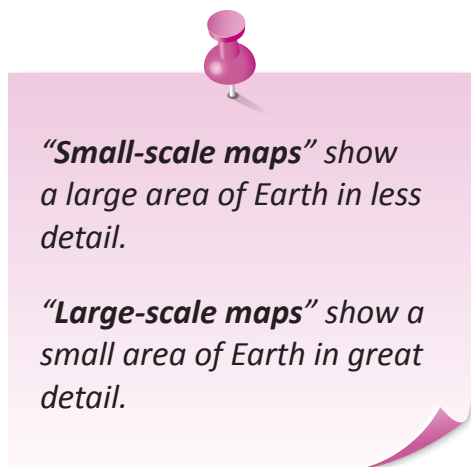 “Small-scale maps” show
a large area of Earth in less
detail.
“Large-scale maps” show a
small area of Earth in great
detail.